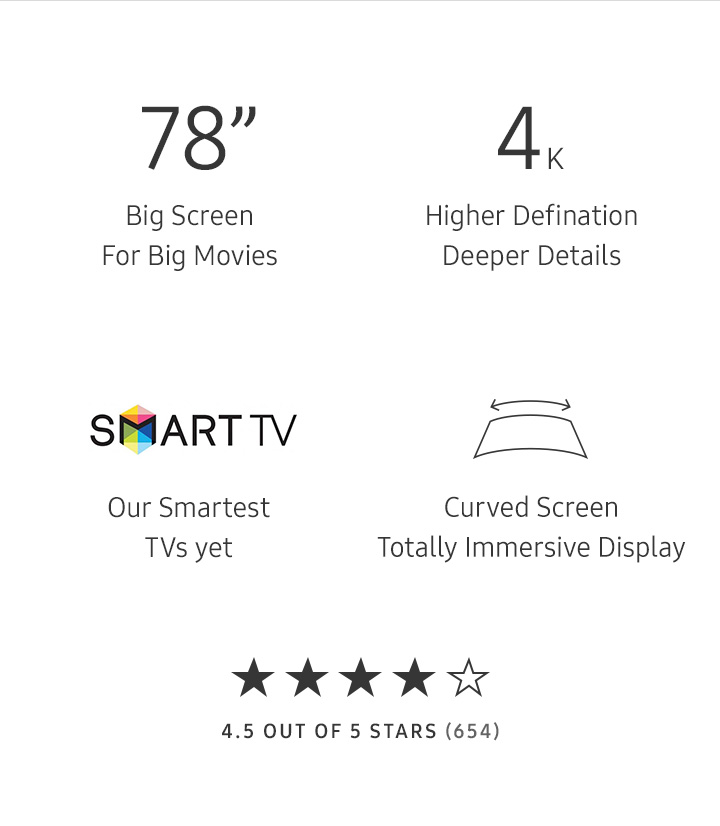 78”
Big Screen
For Big Movies
4K
Higher Defination
Deeper Details
SMART TV
Our Smartest
TVs yet
Curved Screen
Totally Immersive Display
4.5 OUT OF 5 STARS (654)